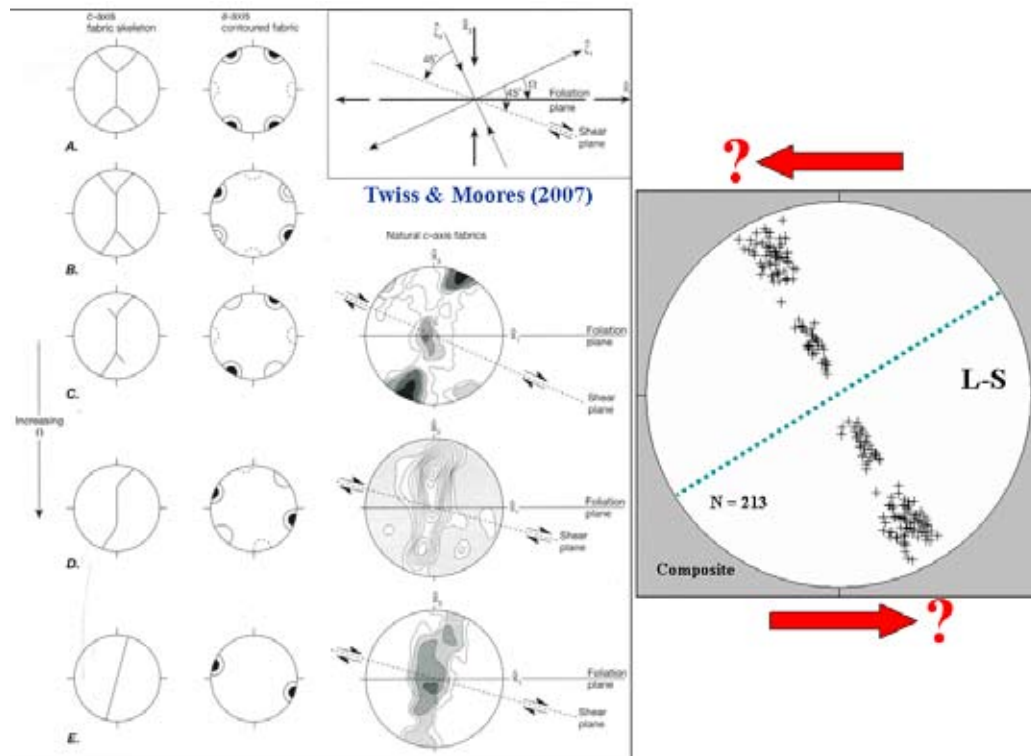 c-axis
fabric skeleton
a-axis
contoured fabric
A.
B.
C.
Increasing
Ω
D.
E.
45°
45°
Ω
Foliation
plane
Shear
plane
Twiss & Moores (2007)
Natural c-axis fabrics
Foliation
plane
Shear
plane
Foliation
plane
Shear
plane
Foliation
plane
Shear
plane
?
L-S
N = 213
Composite
?